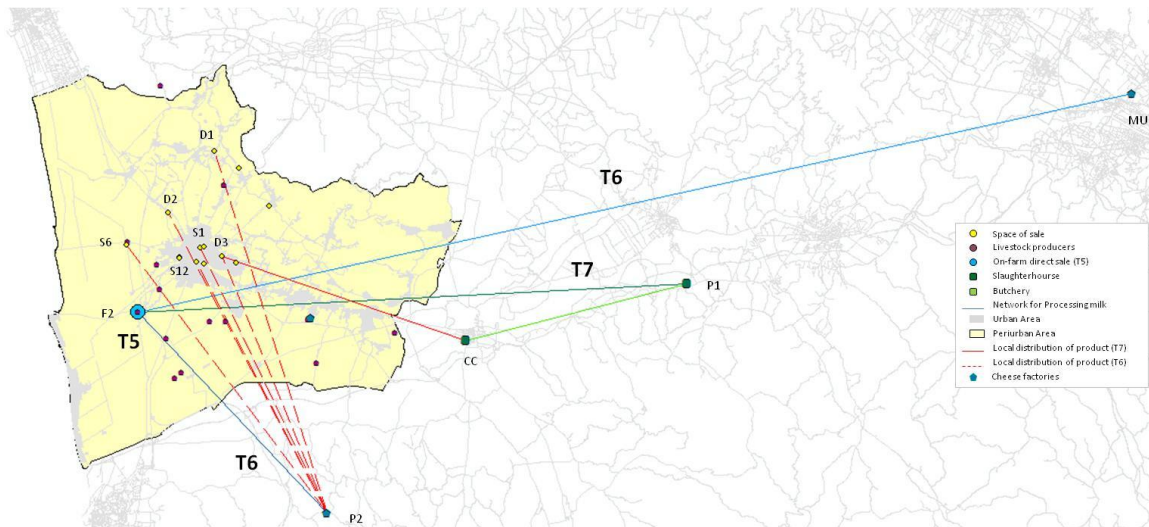 D1
MU
T6
D2
S1
S6
D3
S12
T7
P1
F2
T5
CC
T6
P2
Space of sale
Livestock producers
On-farm direct sale (T5)
Slaughterhourse
Butchery
Network for Processing milk
Urban Area
Periurban Area
Local distribution of product (T7)
Local distribution of product (T6)
Cheese factories